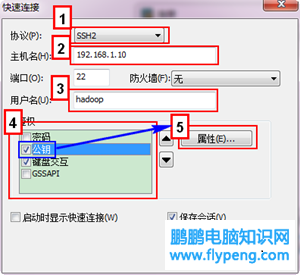 快速连接
1
协议(P):
SSH2
2
主机名(H):
192.168.1.10
端口(O):
22
防火墙(F):
无
3
用户名(U):
hadoop
4
5
密码
公钥
键盘交互
GSSAPI
属性(E)...
启动时显示快速连接(W)
保存会话(V)
鹏鹏电脑知识网
www.flypeng.com